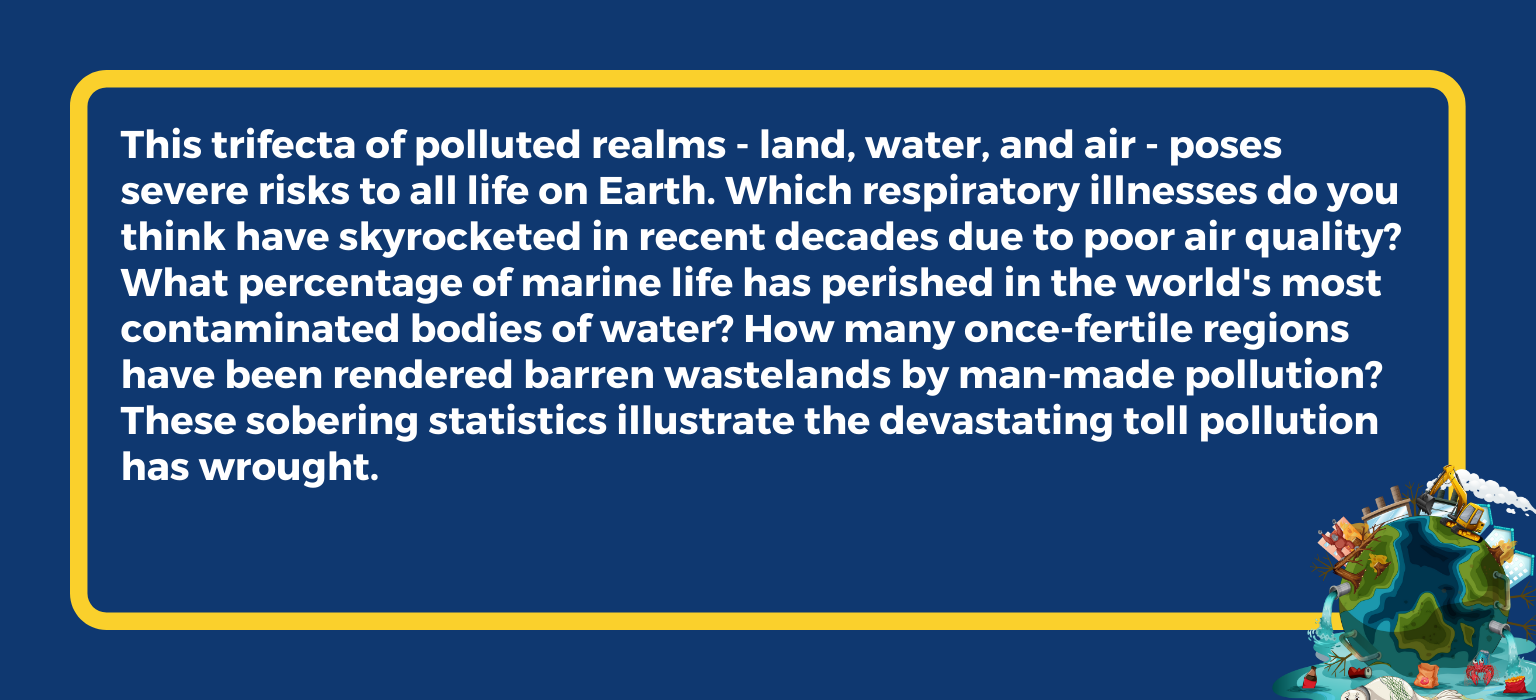 This trifecta of polluted realms - land, water, and air - poses
severe risks to all life on Earth. Which respiratory illnesses do you
think have skyrocketed in recent decades due to poor air quality?
What percentage of marine life has perished in the world's most
contaminated bodies of water? How many once-fertile regions
have been rendered barren wastelands by man-made pollution?
These sobering statistics illustrate the devastating toll pollution
has wrought.